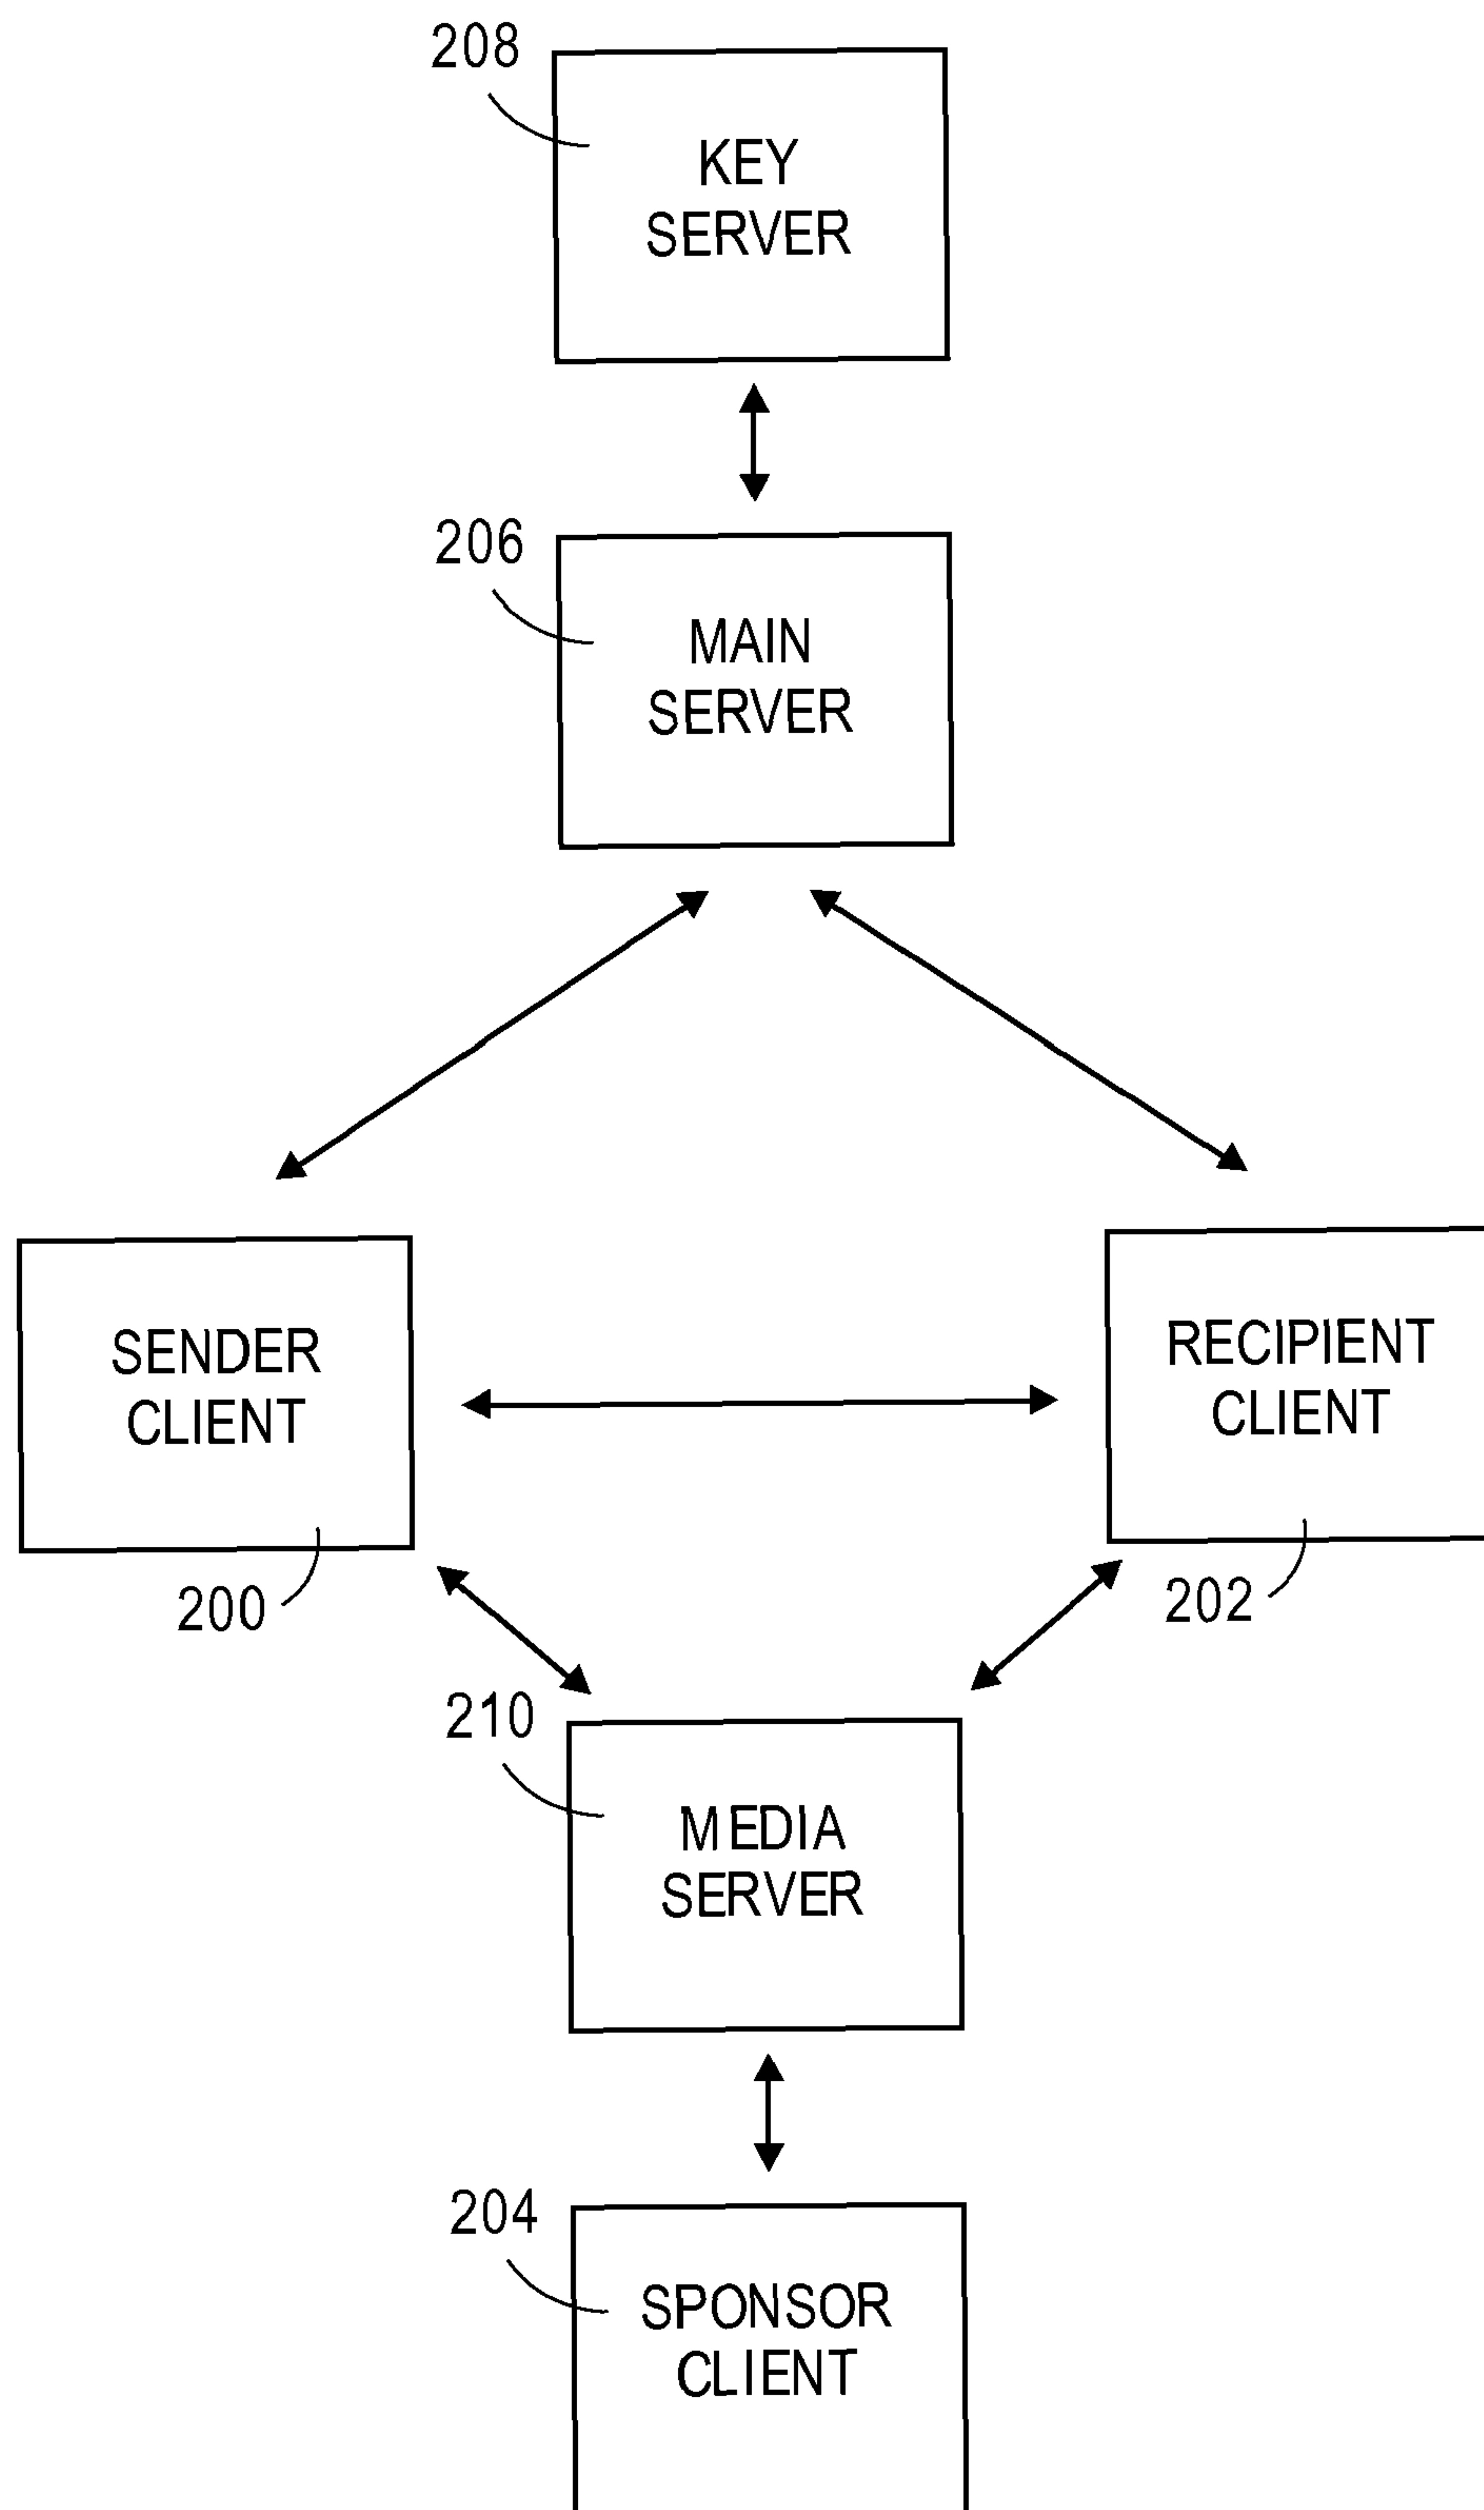 208
KEY
SERVER
206
MAIN
SERVER
SENDER
CLIENT
RECIPIENT
CLIENT
200
202
210
MEDIA
SERVER
204
SPONSOR
CLIENT